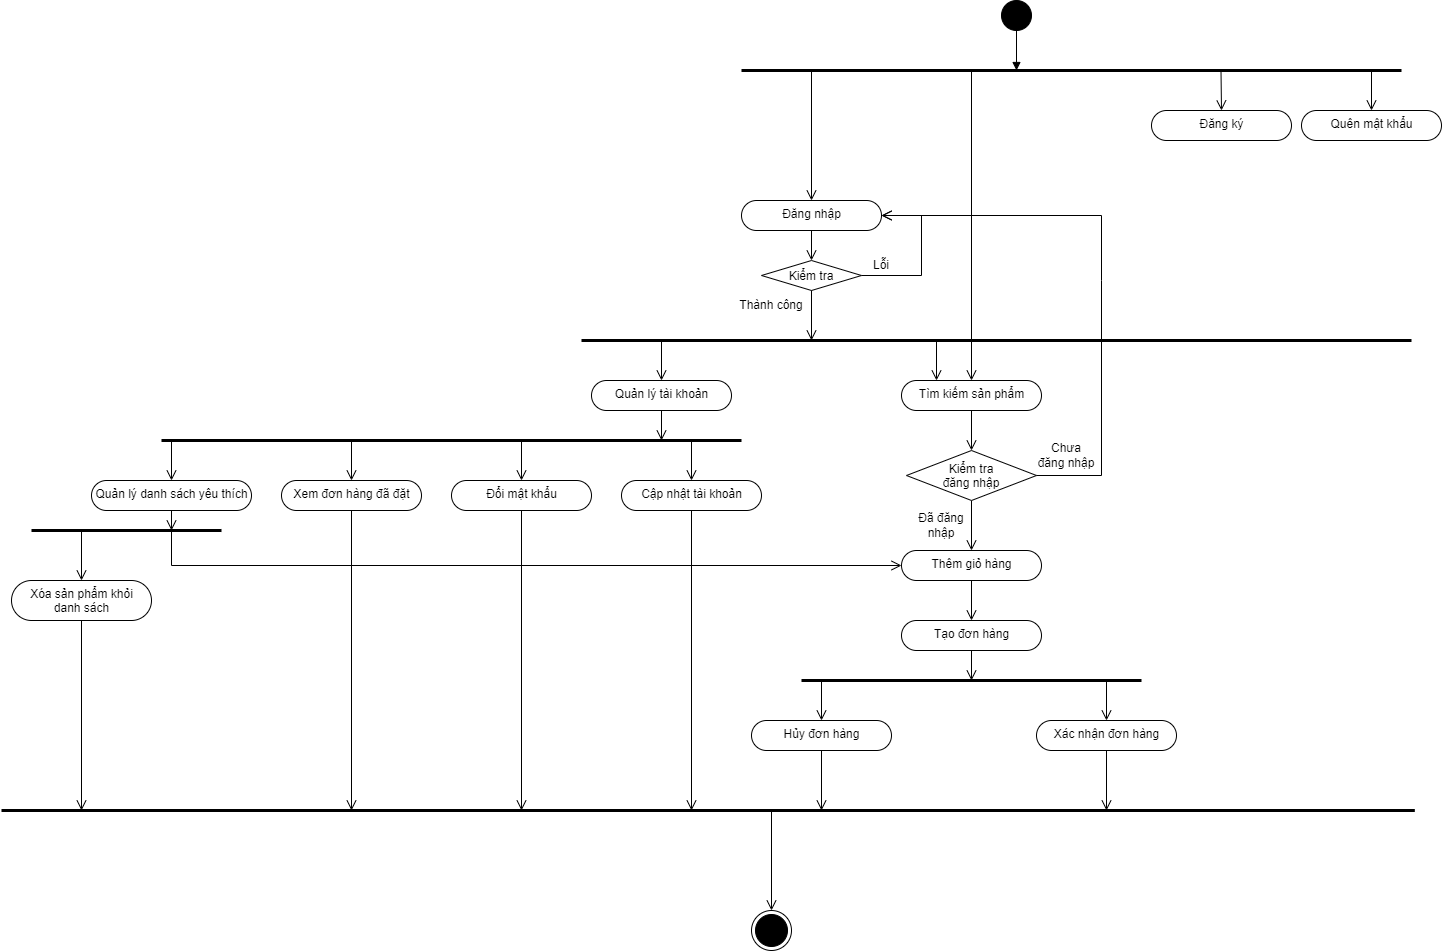 Đăng ký
Quên mật khẩu
Đăng nhập
Lỗi
Kiểm tra
Thành công
Quản lý tài khoản
Tìm kiếm sản phẩm
Chưa
đăng nhập
Kiểm tra
đăng nhập
Quản lý danh sách yêu thích
Xem đơn hàng đã đặt
Đổi mật khẩu
Cập nhật tài khoản
Đã đăng
nhập
Thêm giỏ hàng
Xóa sản phẩm khỏi
danh sách
Tạo đơn hàng
Hủy đơn hàng
Xác nhận đơn hàng